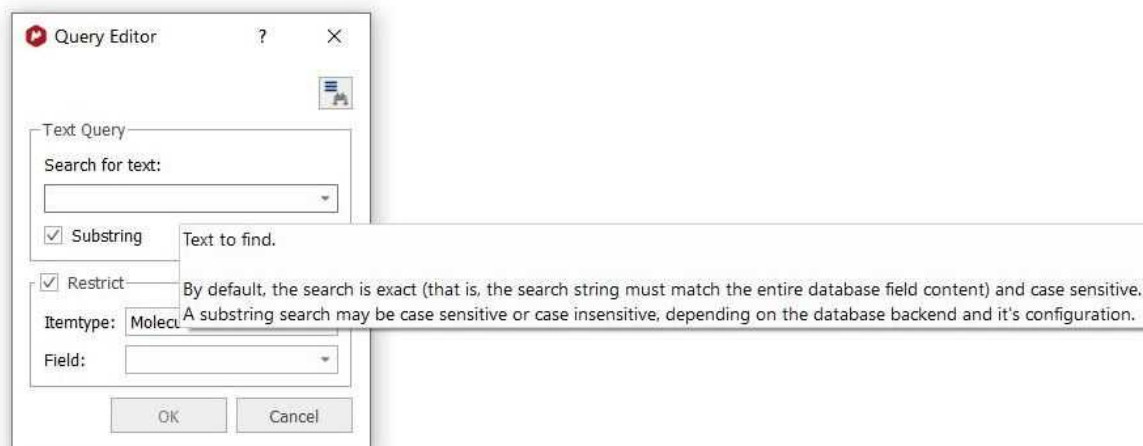 Query Editor ? ×
Text Query
Search for text:
Substring
Text to find.
By default, the search is exact (that is, the search string must match the entire database field content) and case sensitive.
A substring search may be case sensitive or case insensitive, depending on the database backend and it's configuration.
Restrict
Itemtype: Molecu
Field:
OK Cancel